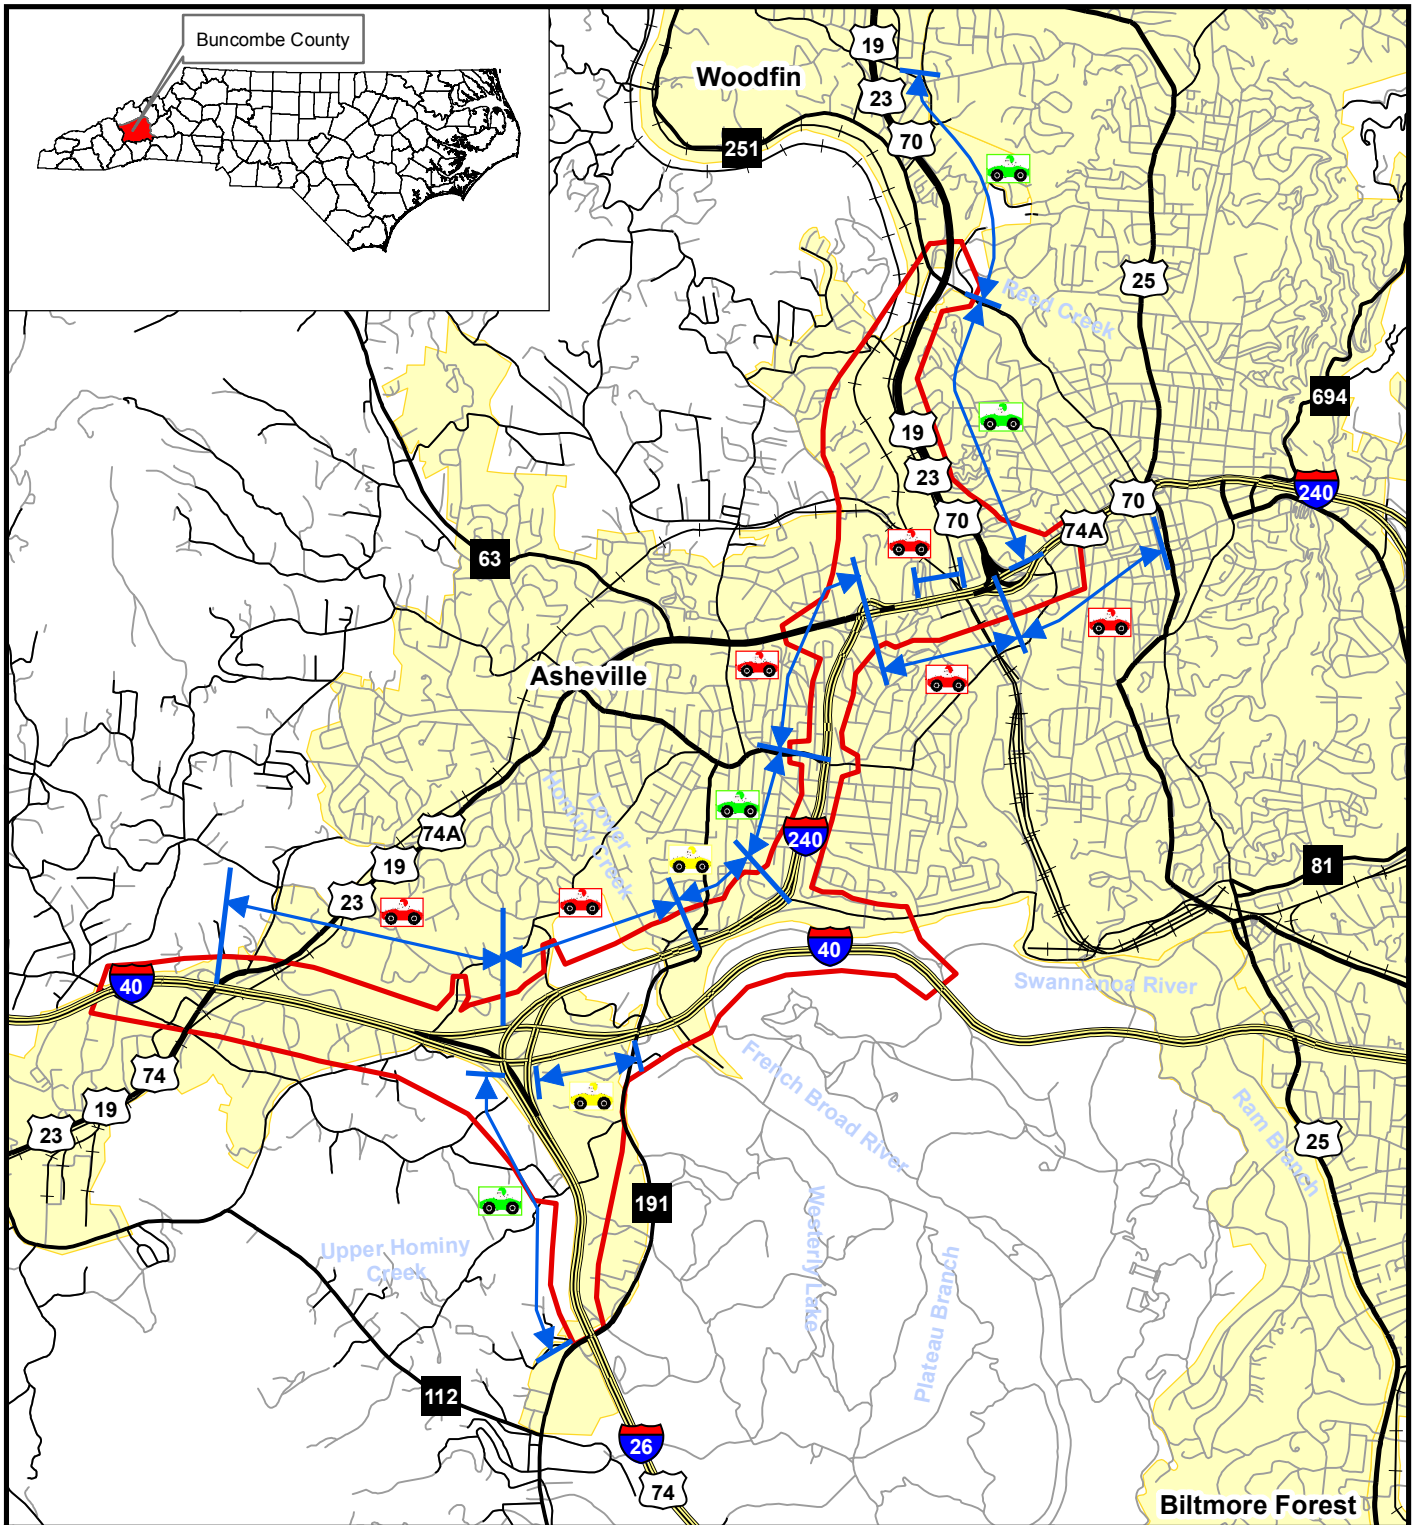 Buncombe County
Woodfin
19
23
70
251
25
Reed Creek
694
19
23
70
70
74A
240
63
Asheville
Lower
Hominy Creek
74A
19
23
240
81
40
40
Swannanoa River
74
19
23
French Broad River
Ram Branch
25
191
Upper Hominy
Creek
Westerly Lake
Plateau Branch
112
26
74
Biltmore Forest